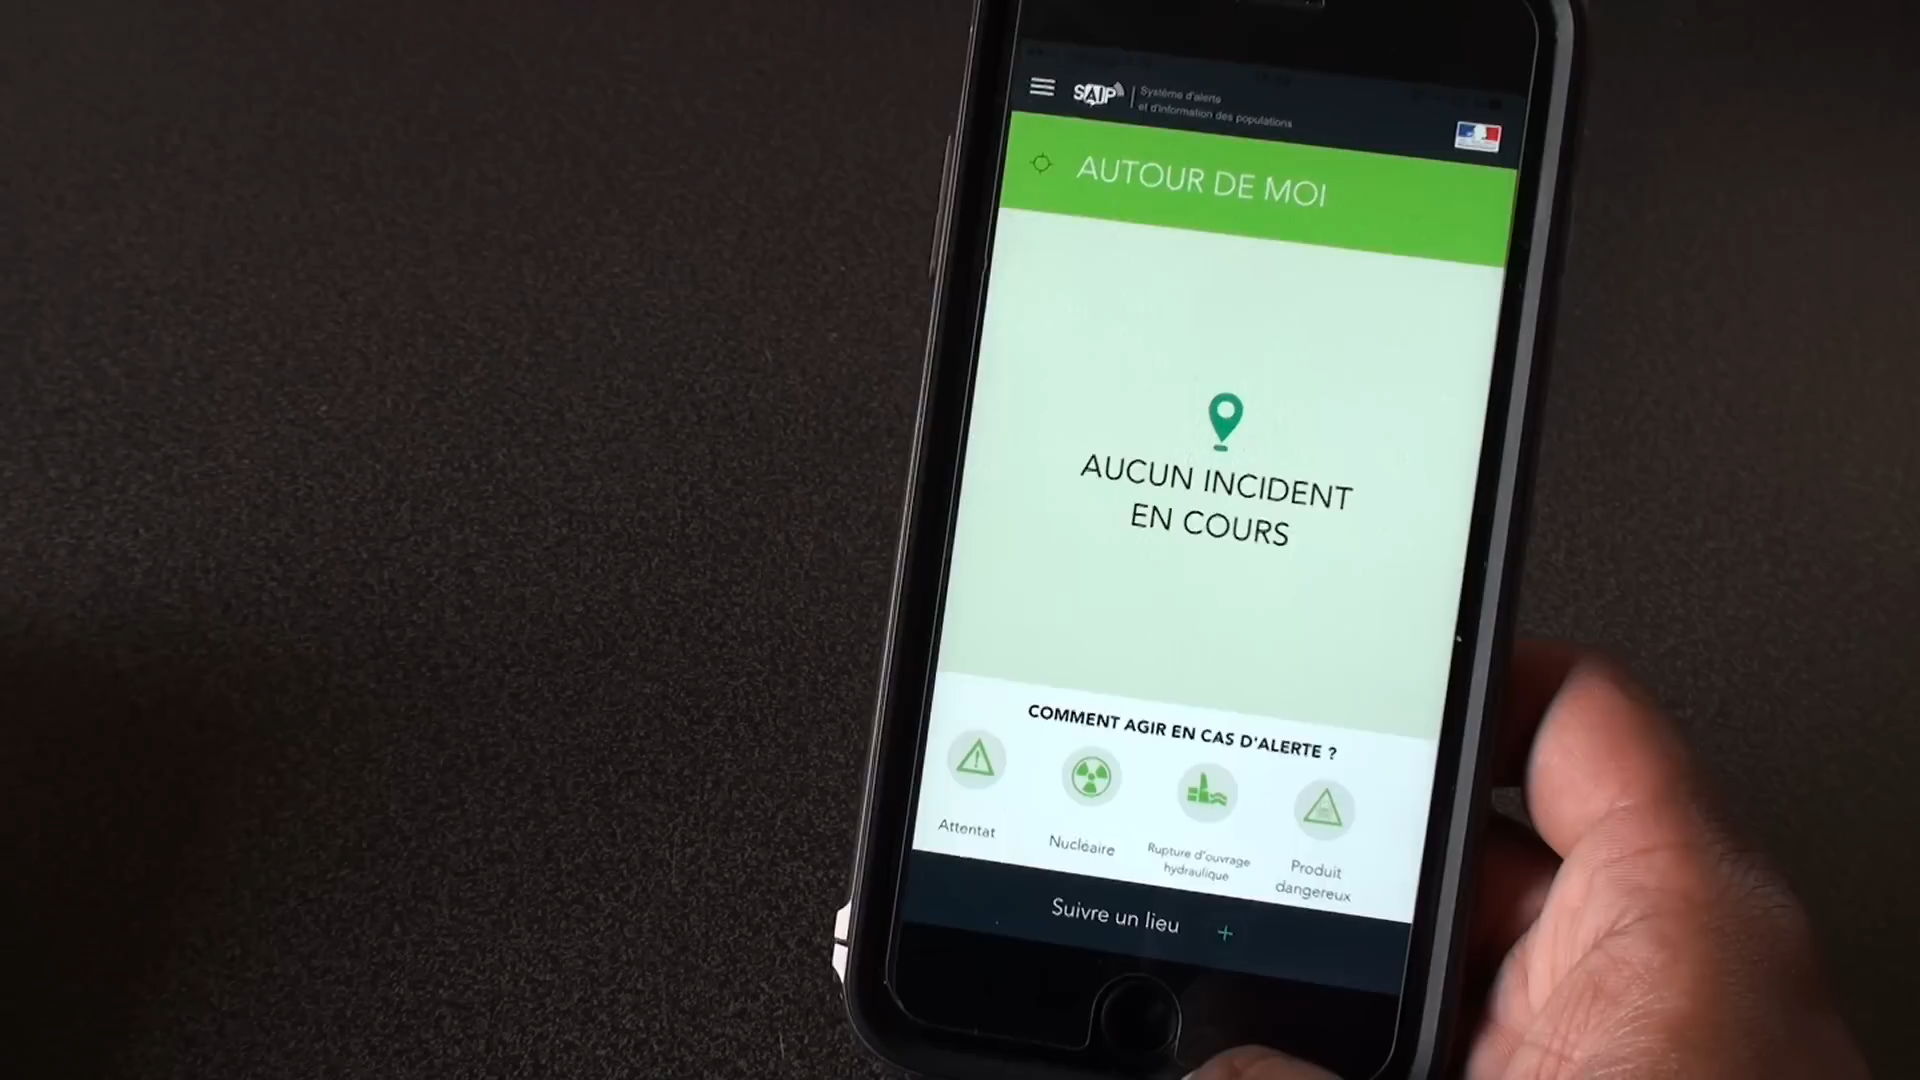 SAIP
Système d'alerte
et d'information des populations
AUTOUR DE MOI
AUCUN INCIDENT
EN COURS
COMMENT AGIR EN CAS D'ALERTE ?
Attentat
Nucléaire
Rupture d'ouvrage
hydraulique
Produit
dangereux
Suivre un lieu +